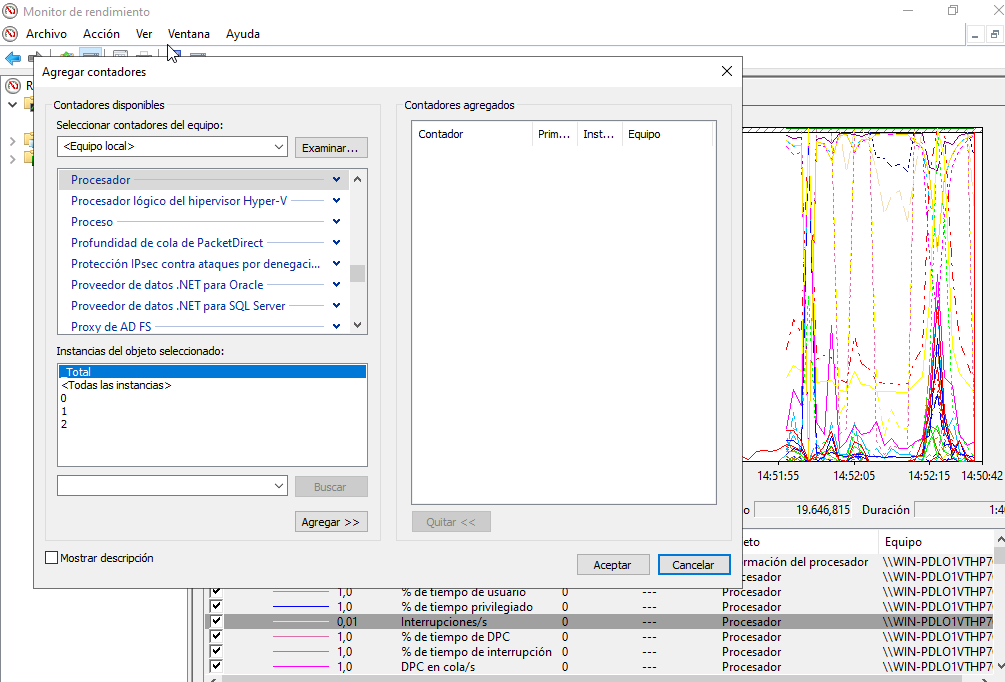 Monitor de rendimiento
Archivo Acción Ver Ventana Ayuda
R
Agregar contadores
Contadores disponibles
Seleccionar contadores del equipo:
<Equipo local>
Examinar...
Procesador
Procesador lógico del hipervisor Hyper-V
Proceso
Profundidad de cola de PacketDirect
Protección IPsec contra ataques por denegaci...
Proveedor de datos .NET para Oracle
Proveedor de datos .NET para SQL Server
Proxy de AD FS
Instancias del objeto seleccionado:
_Total
<Todas las instancias>
0
1
2
Buscar
Agregar >>
Mostrar descripción
Contadores agregados
Contador Prim... Inst... Equipo
Quitar <<
Aceptar Cancelar
14:51:55 14:52:05 14:52:15 14:50:42
o 19.646,815 Duración 1:4
eto Equipo
rmación del procesador \\WIN-PDLO1VTHP7
esador \\WIN-PDLO1VTHP7
1,0 % de tiempo de usuario 0 --- Procesador \\WIN-PDLO1VTHP7
1,0 % de tiempo privilegiado 0 --- Procesador \\WIN-PDLO1VTHP7
0,01 Interrupciones/s 0 --- Procesador \\WIN-PDLO1VTHP7
1,0 % de tiempo de DPC 0 --- Procesador \\WIN-PDLO1VTHP7
1,0 % de tiempo de interrupción 0 --- Procesador \\WIN-PDLO1VTHP7
1,0 DPC en cola/s 0 --- Procesador \\WIN-PDLO1VTHP7